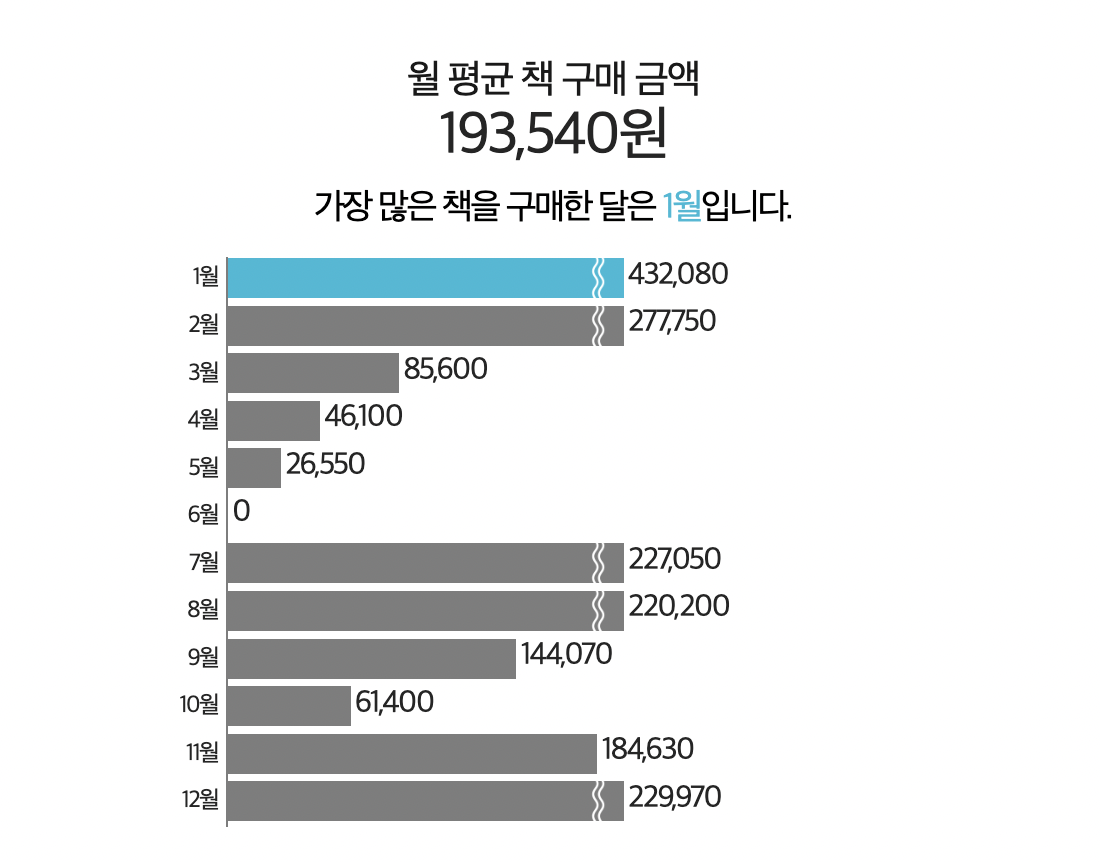 월 평균 책 구매 금액
193,540원
가장 많은 책을 구매한 달은 1월입니다.
1월 432,080
2월 277,750
3월 85,600
4월 46,100
5월 26,550
6월 0
7월 227,050
8월 220,200
9월 144,070
10월 61,400
11월 184,630
12월 229,970